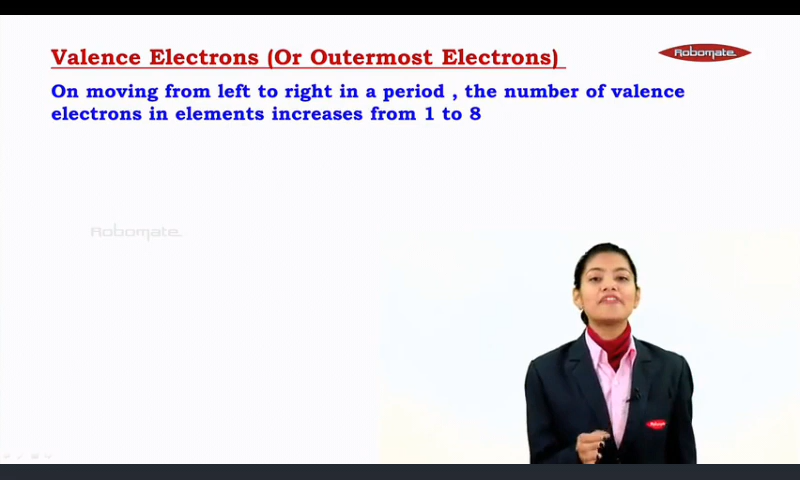 Valence Electrons (Or Outermost Electrons)
Robomate
On moving from left to right in a period , the number of valence
electrons in elements increases from 1 to 8
Robomate
Robomate